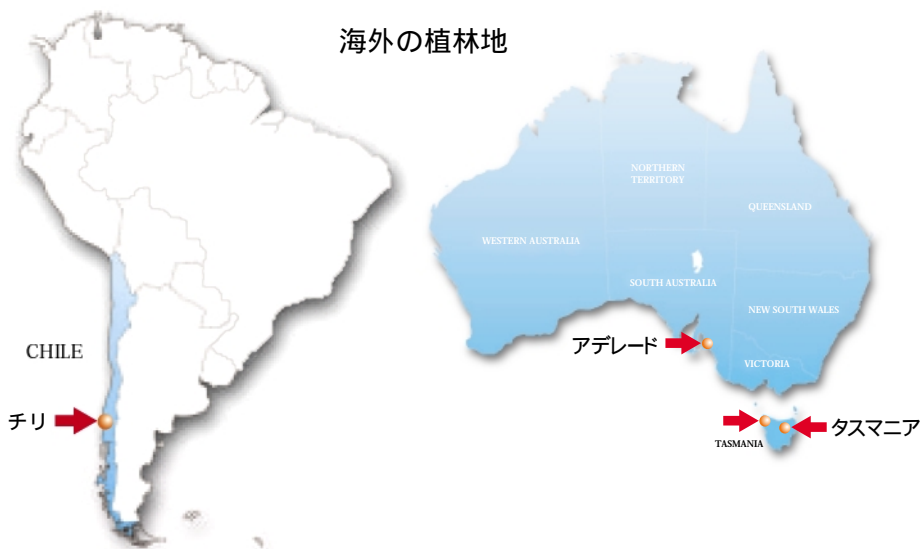 海外の植林地
CHILE
チリ
NORTHERN
TERRITORY
QUEENSLAND
WESTERN AUSTRALIA
SOUTH AUSTRALIA
NEW SOUTH WALES
アデレード
VICTORIA
タスマニア
TASMANIA